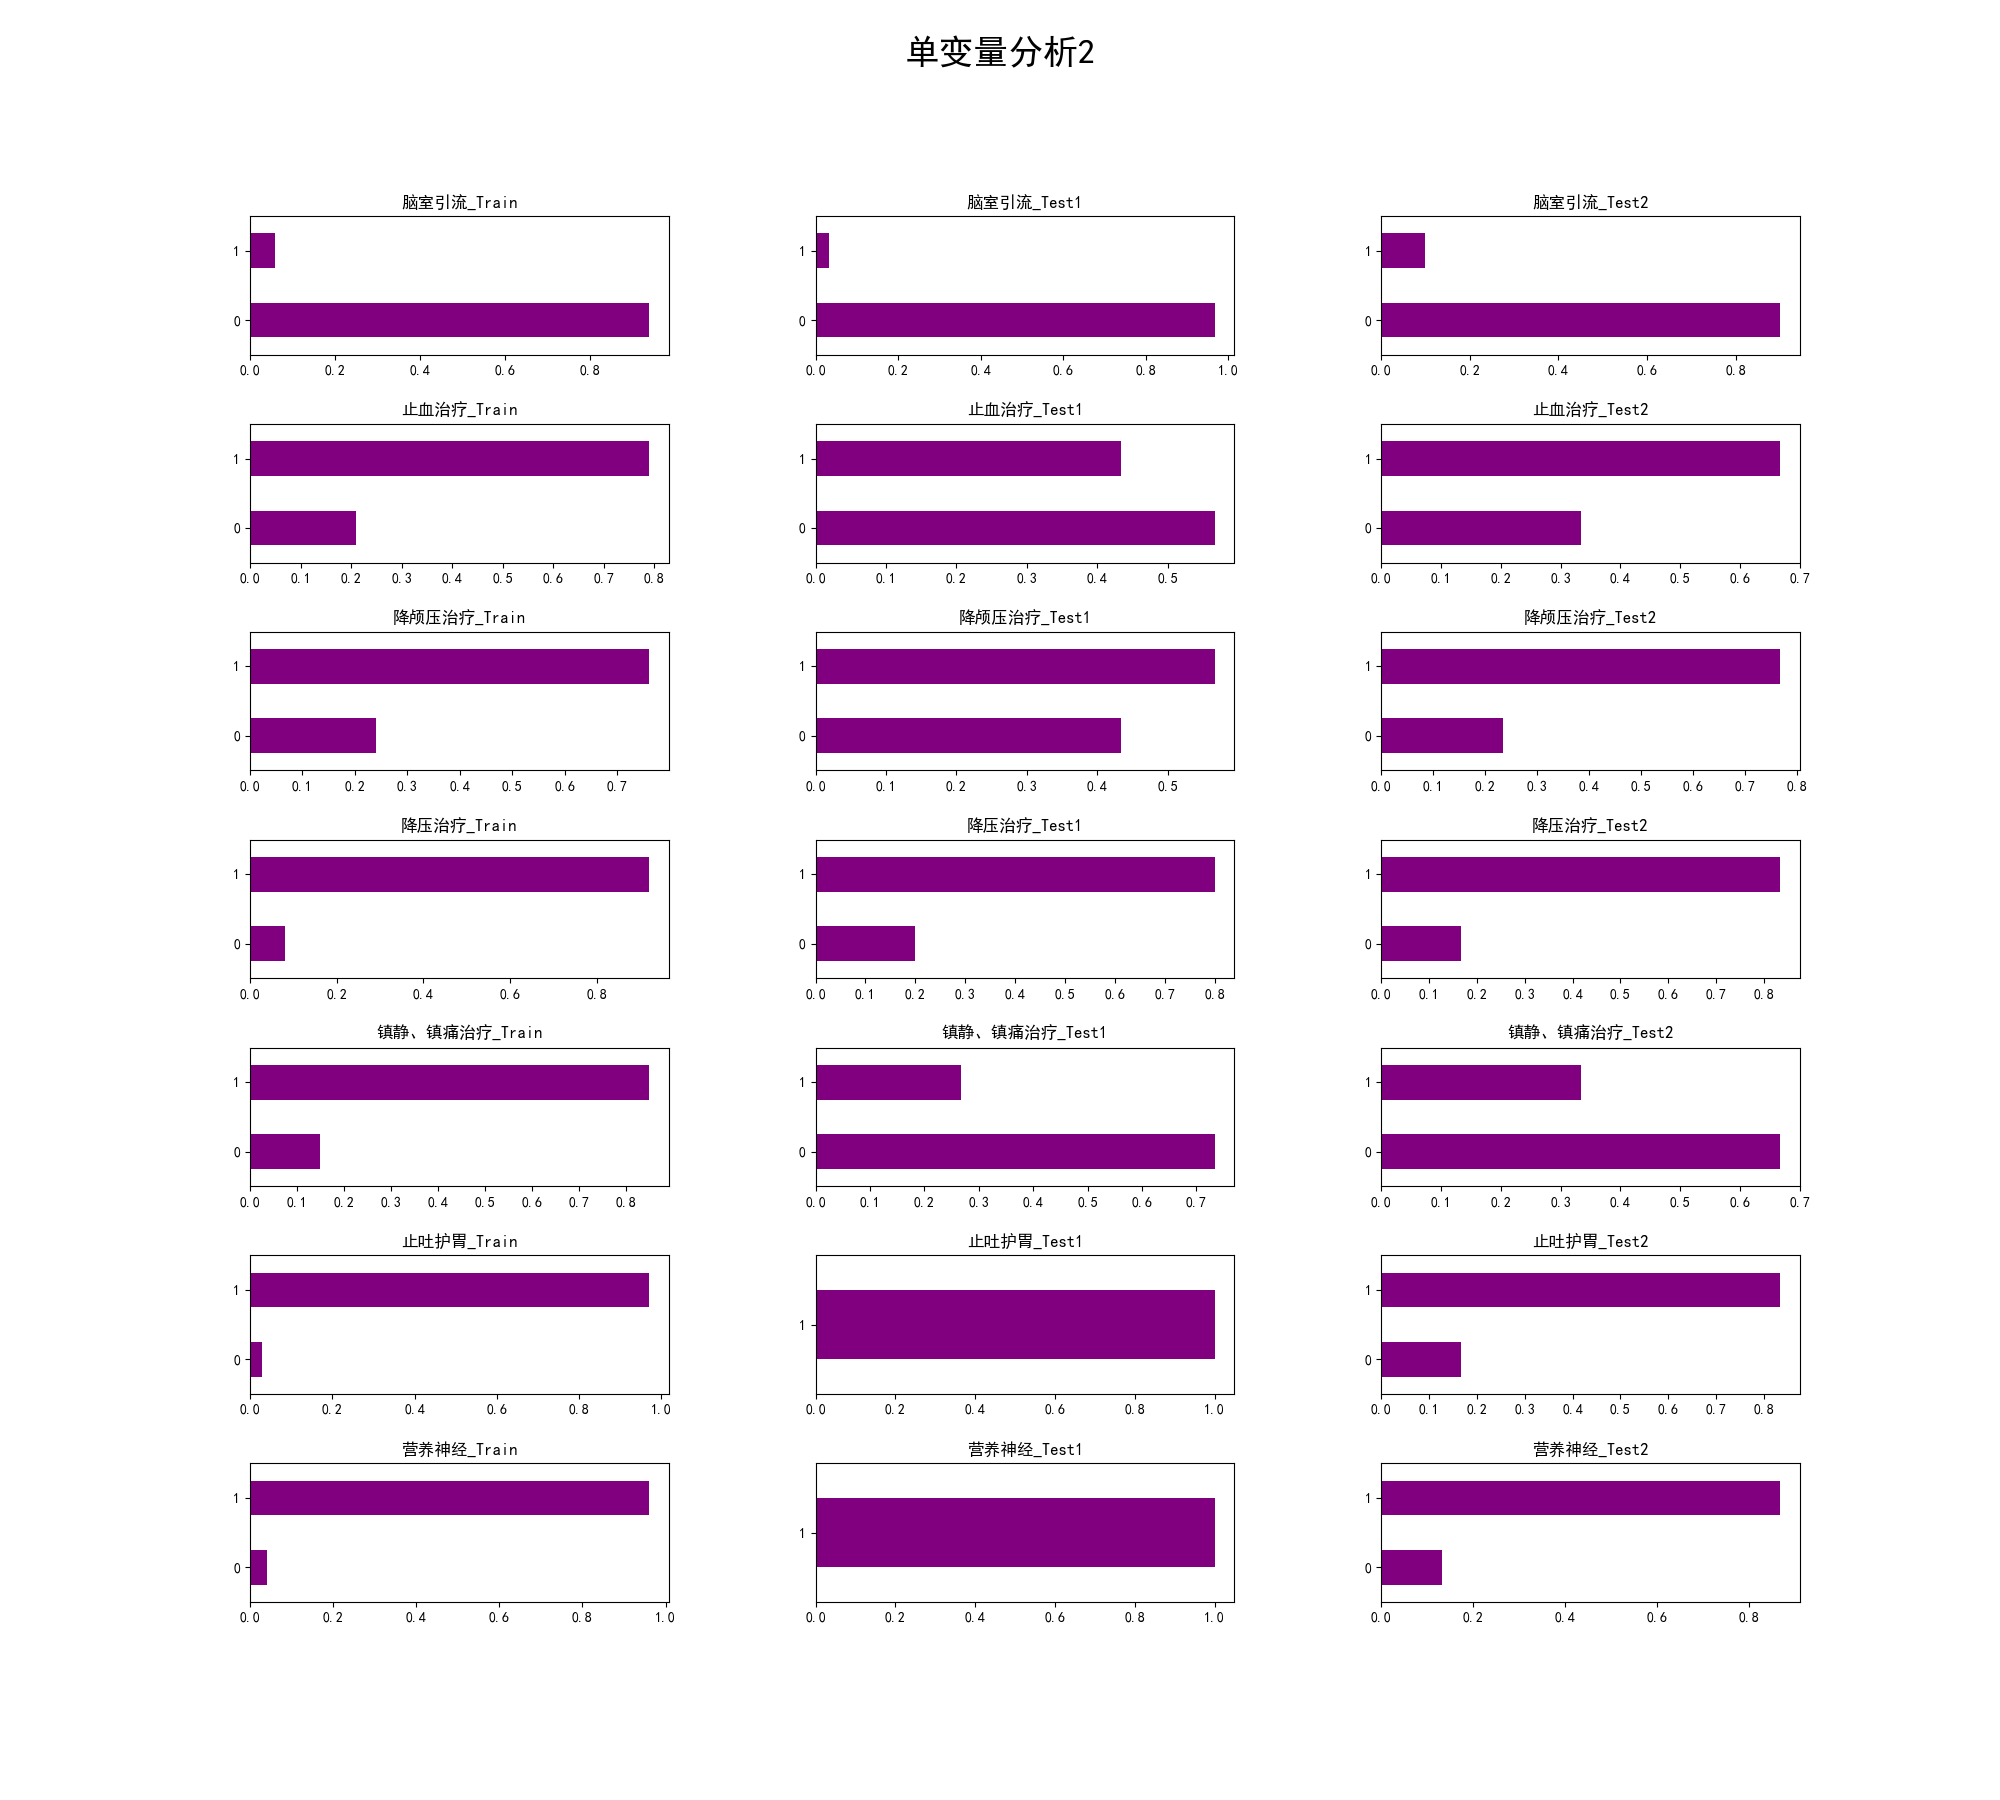 单变量分析2
脑室引流_Train 脑室引流_Test1 脑室引流_Test2
1 1 1
0 0 0
0.0 0.2 0.4 0.6 0.8 0.0 0.2 0.4 0.6 0.8 1.0 0.0 0.2 0.4 0.6 0.8
止血治疗_Train 止血治疗_Test1 止血治疗_Test2
1 1 1
0 0 0
0.0 0.1 0.2 0.3 0.4 0.5 0.6 0.7 0.8 0.0 0.1 0.2 0.3 0.4 0.5 0.0 0.1 0.2 0.3 0.4 0.5 0.6 0.7
降颅压治疗_Train 降颅压治疗_Test1 降颅压治疗_Test2
1 1 1
0 0 0
0.0 0.1 0.2 0.3 0.4 0.5 0.6 0.7 0.0 0.1 0.2 0.3 0.4 0.5 0.0 0.1 0.2 0.3 0.4 0.5 0.6 0.7 0.8
降压治疗_Train 降压治疗_Test1 降压治疗_Test2
1 1 1
0 0 0
0.0 0.2 0.4 0.6 0.8 0.0 0.1 0.2 0.3 0.4 0.5 0.6 0.7 0.8 0.0 0.1 0.2 0.3 0.4 0.5 0.6 0.7 0.8
镇静、镇痛治疗_Train 镇静、镇痛治疗_Test1 镇静、镇痛治疗_Test2
1 1 1
0 0 0
0.0 0.1 0.2 0.3 0.4 0.5 0.6 0.7 0.8 0.0 0.1 0.2 0.3 0.4 0.5 0.6 0.7 0.0 0.1 0.2 0.3 0.4 0.5 0.6 0.7
止吐护胃_Train 止吐护胃_Test1 止吐护胃_Test2
1 1
1
0 0
0.0 0.2 0.4 0.6 0.8 1.0 0.0 0.2 0.4 0.6 0.8 1.0 0.0 0.1 0.2 0.3 0.4 0.5 0.6 0.7 0.8
营养神经_Train 营养神经_Test1 营养神经_Test2
1 1
1
0 0
0.0 0.2 0.4 0.6 0.8 1.0 0.0 0.2 0.4 0.6 0.8 1.0 0.0 0.2 0.4 0.6 0.8